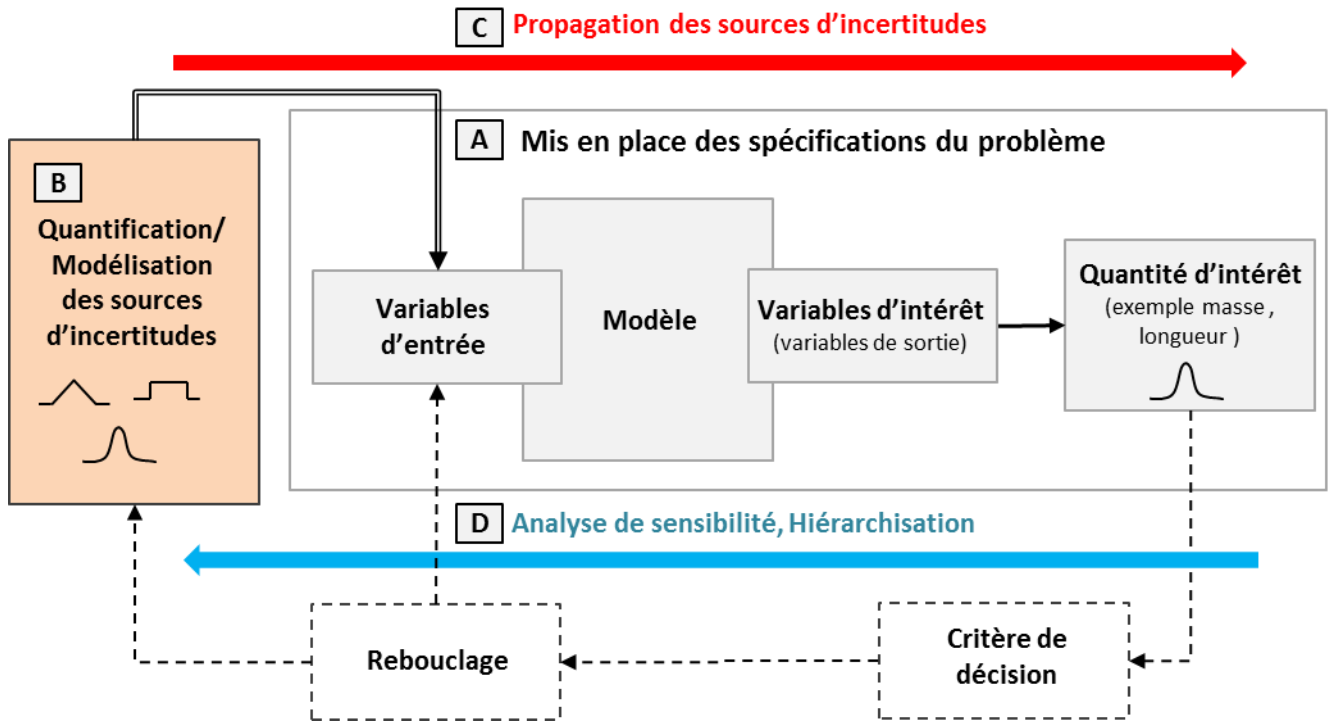 C Propagation des sources d'incertitudes
A Mis en place des spécifications du problème
B
Quantification/
Modélisation
des sources
d'incertitudes
Variables
d'entrée
Modèle
Variables d'intérêt
(variables de sortie)
Quantité d'intérêt
(exemple masse ,
longueur )
D Analyse de sensibilité, Hiérarchisation
Rebouclage
Critère de
décision